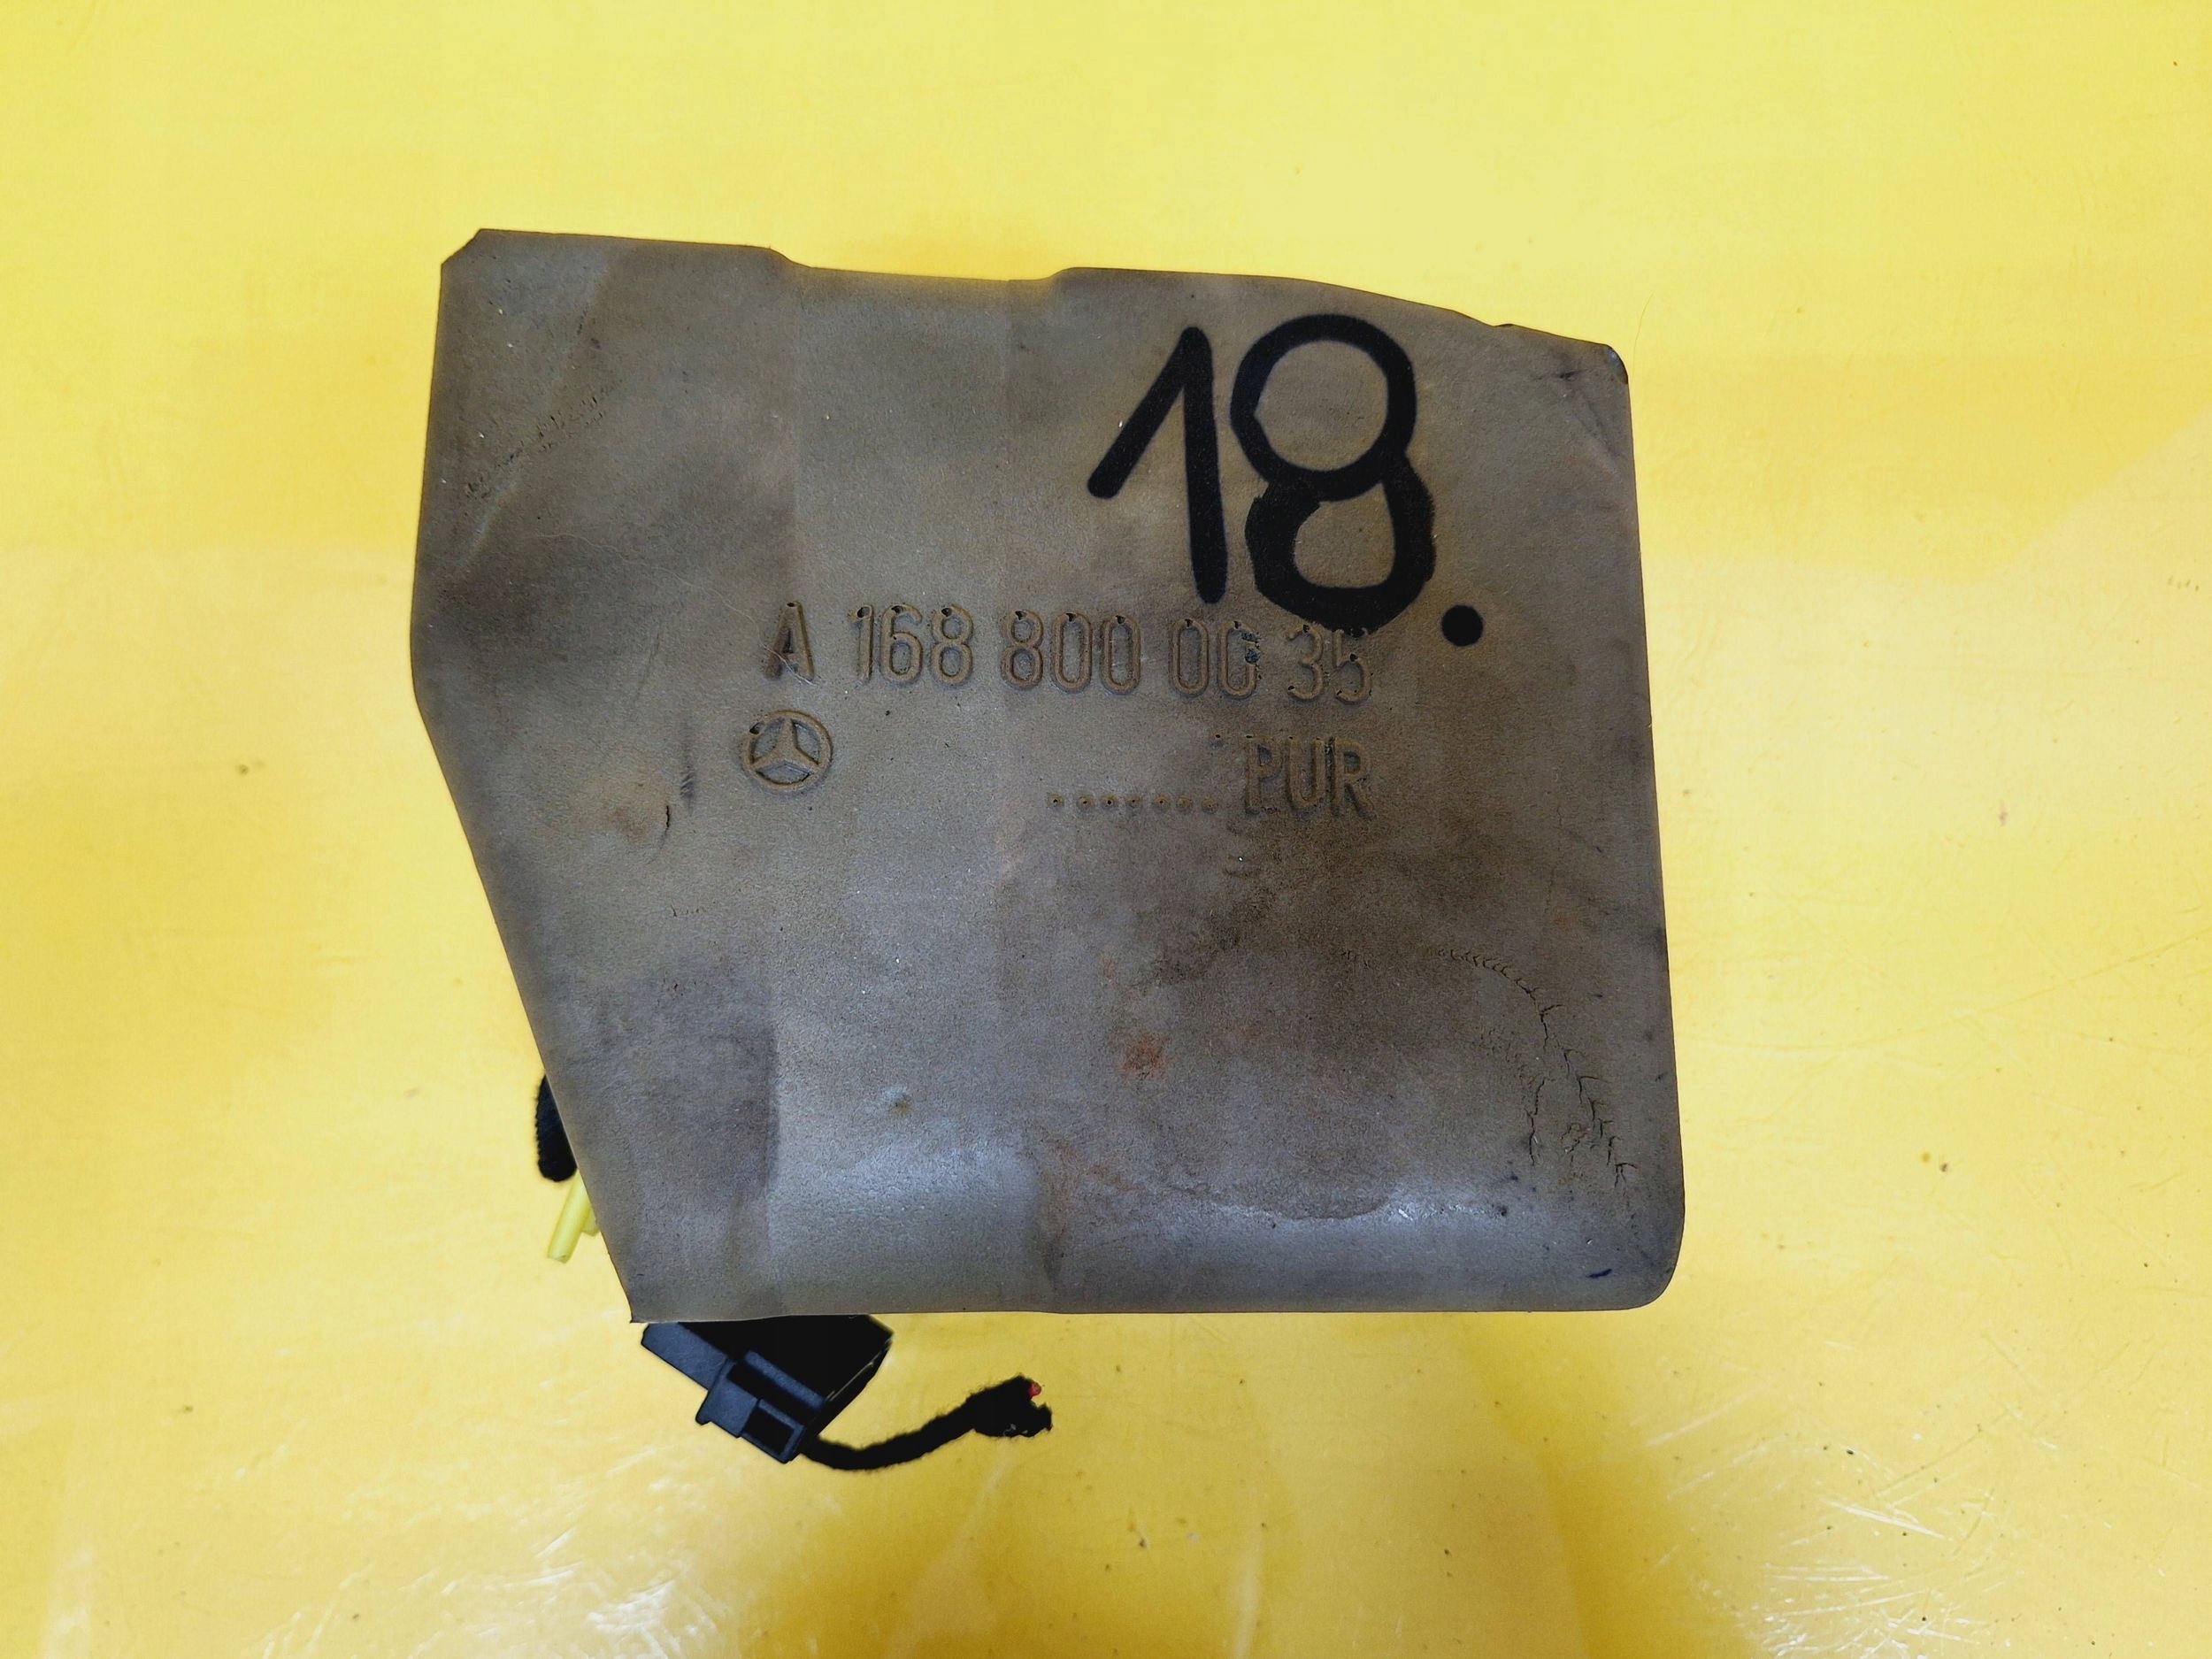 18.
A 168 800 00 35
....... PUR